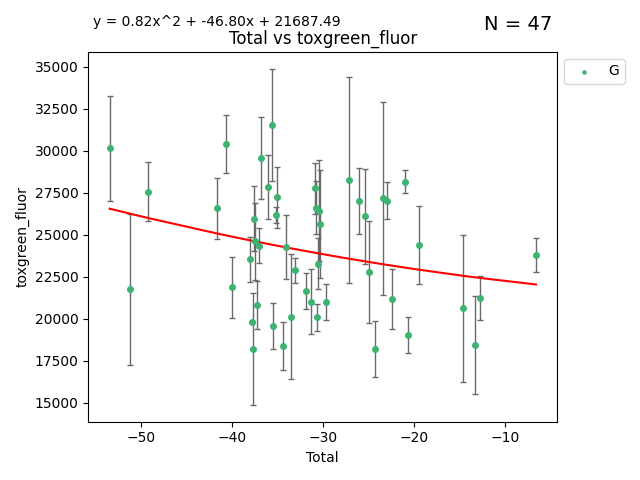 y = 0.82x^2 + -46.80x + 21687.49
N = 47
Total vs toxgreen_fluor
G
35000
32500
30000
27500
25000
22500
20000
17500
15000
toxgreen_fluor
−50
−40
−30
−20
−10
Total